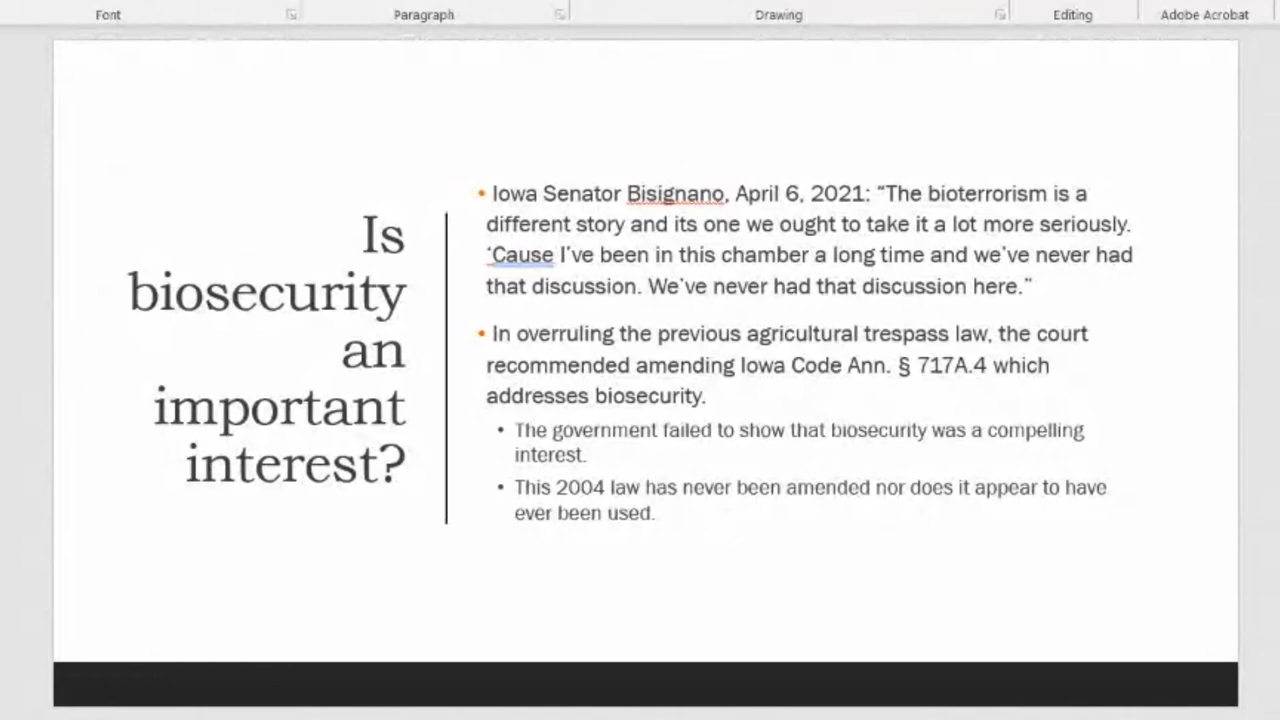 Font
Paragraph
Drawing
Editing
Adobe Acrobat
Is
biosecurity
an
important
interest?
• Iowa Senator Bisignano, April 6, 2021: “The bioterrorism is a
different story and its one we ought to take it a lot more seriously.
‘Cause I’ve been in this chamber a long time and we’ve never had
that discussion. We’ve never had that discussion here.”
• In overruling the previous agricultural trespass law, the court
recommended amending Iowa Code Ann. § 717A.4 which
addresses biosecurity.
• The government failed to show that biosecurity was a compelling
interest.
• This 2004 law has never been amended nor does it appear to have
ever been used.